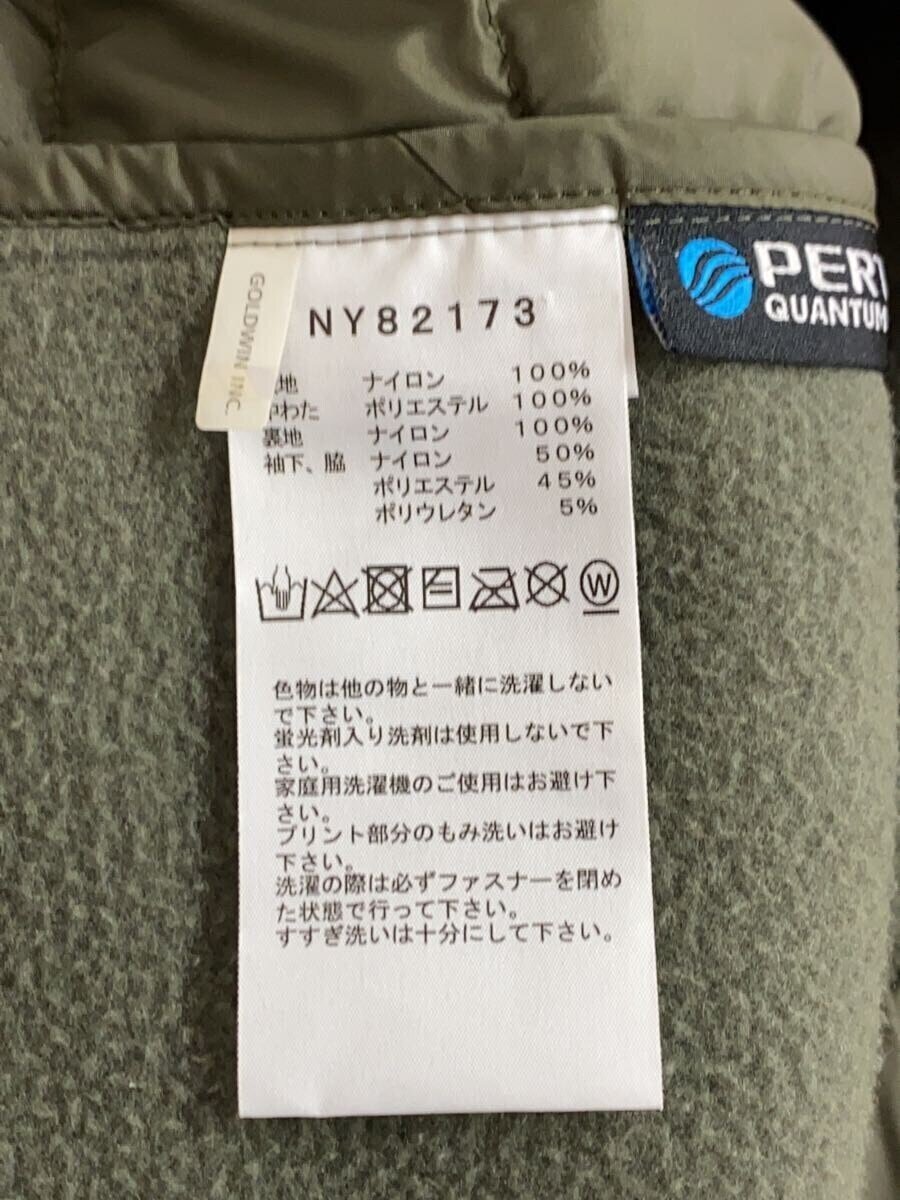 GOLDWIN INC.
NY82173
地 ナイロン 100%
中わた ポリエステル 100%
裏地 ナイロン 100%
袖下、脇 ナイロン 50%
ポリエステル 45%
ポリウレタン 5%
W
色物は他の物と一緒に洗濯しない
で下さい。
蛍光剤入り洗剤は使用しないで下
さい。
家庭用洗濯機のご使用はお避け下
さい。
プリント部分のもみ洗いはお避け
下さい。
洗濯の際は必ずファスナーを閉め
た状態で行って下さい。
すすぎ洗いは十分にして下さい。
PERT
QUANTUM